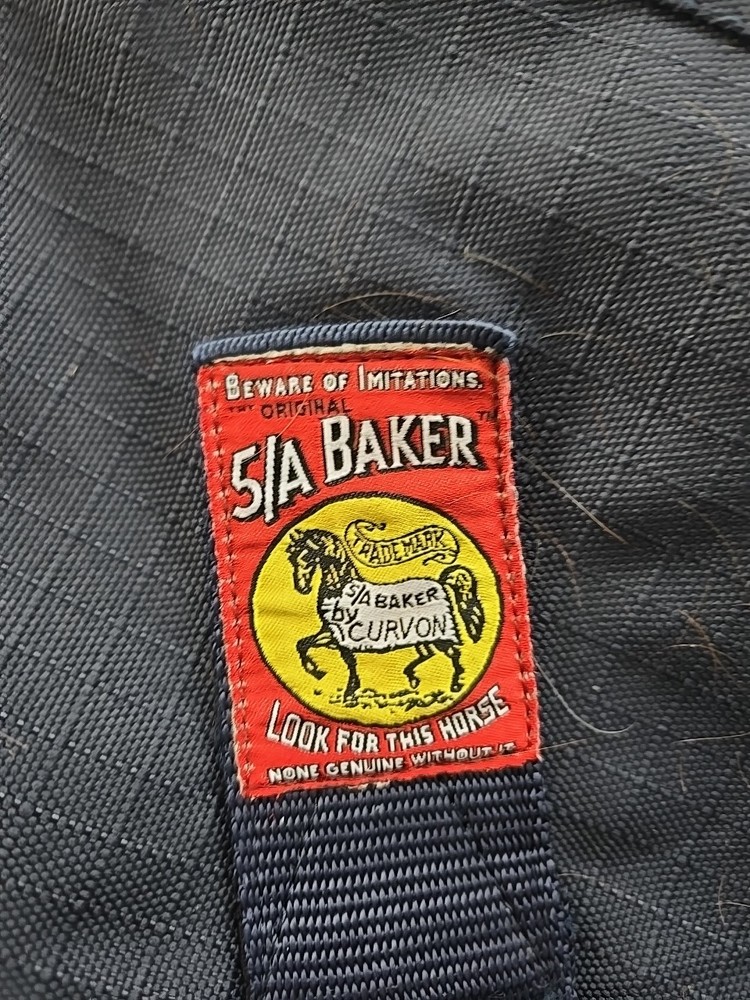 BEWARE OF IMITATIONS.
THE ORIGINAL
5/A BAKER™
TRADE MARK
5/A BAKER
by
CURVON
LOOK FOR THIS HORSE
NONE GENUINE WITHOUT IT